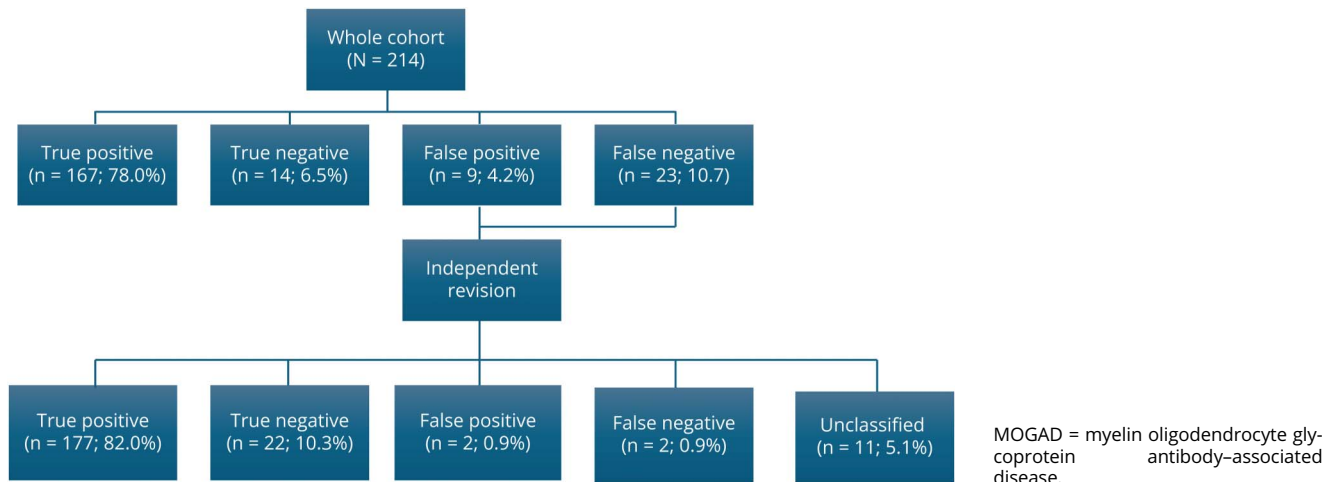 Whole cohort
(N = 214)
True positive
(n = 167; 78.0%)
True negative
(n = 14; 6.5%)
False positive
(n = 9; 4.2%)
False negative
(n = 23; 10.7)
Independent
revision
True positive
(n = 177; 82.0%)
True negative
(n = 22; 10.3%)
False positive
(n = 2; 0.9%)
False negative
(n = 2; 0.9%)
Unclassified
(n = 11; 5.1%)
MOGAD = myelin oligodendrocyte gly-
coprotein antibody–associated
disease